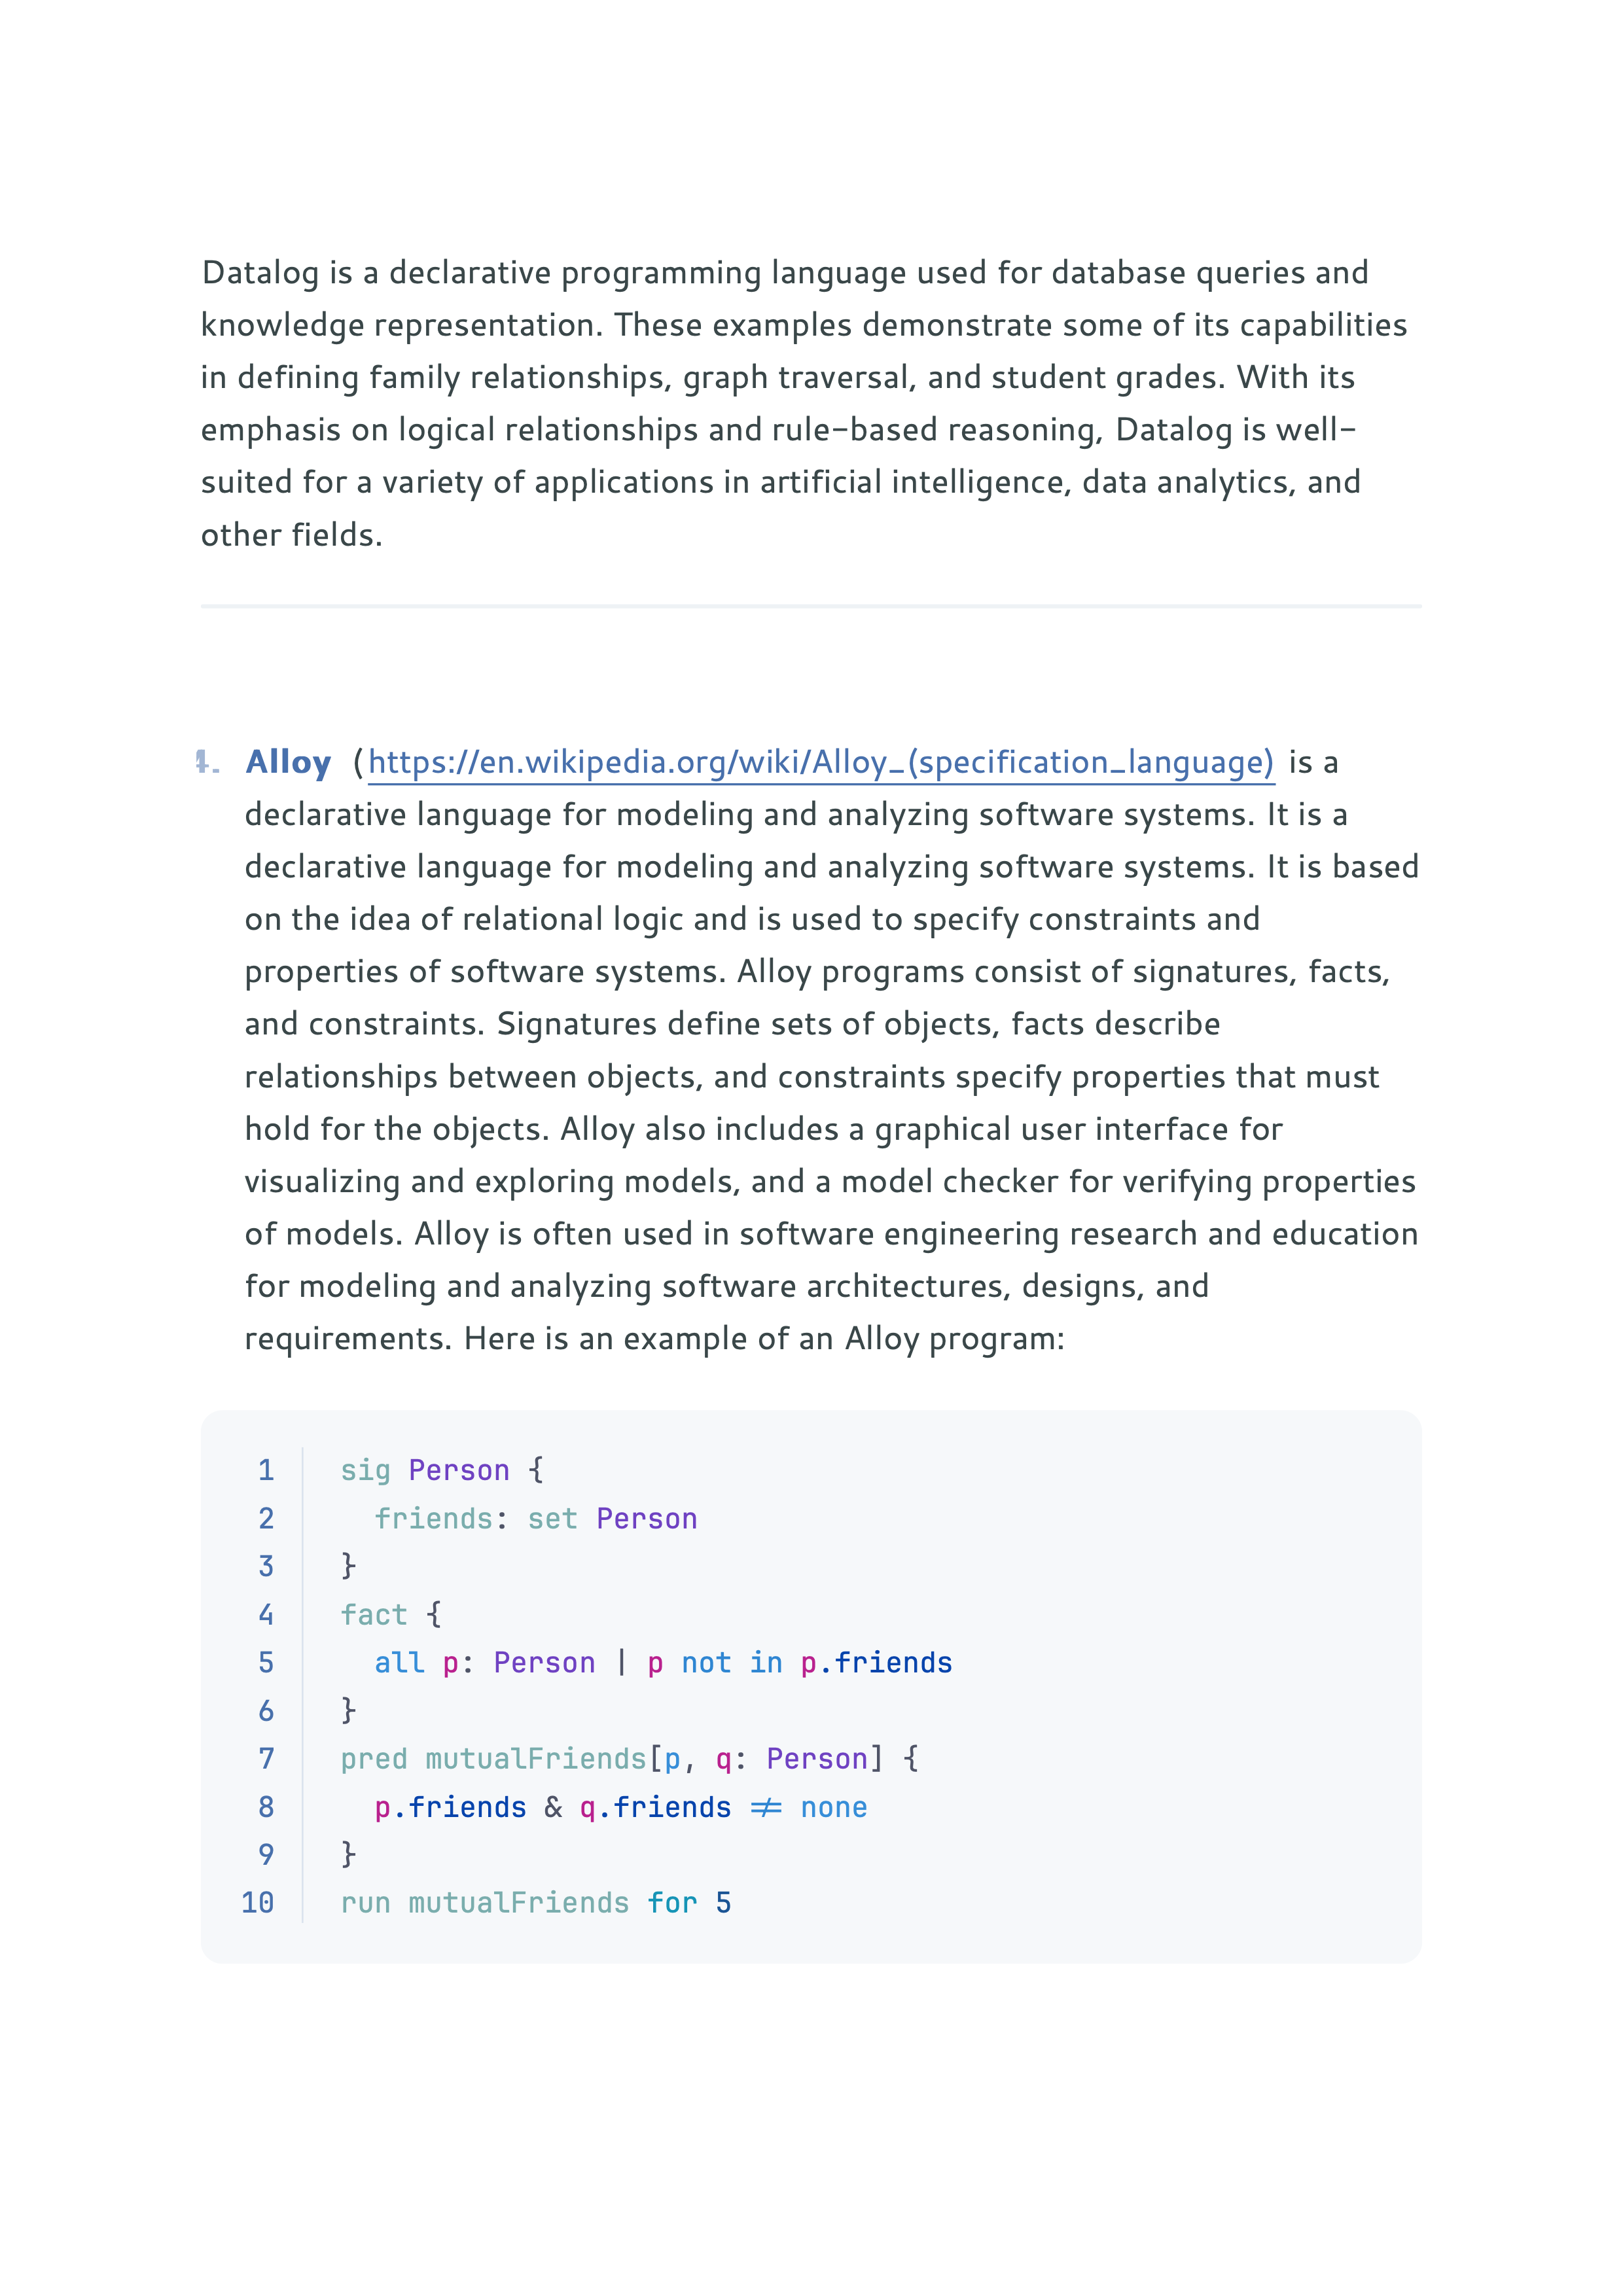 Datalog is a declarative programming language used for database queries and
knowledge representation. These examples demonstrate some of its capabilities
in defining family relationships, graph traversal, and student grades. With its
emphasis on logical relationships and rule-based reasoning, Datalog is well-
suited for a variety of applications in artificial intelligence, data analytics, and
other fields.
4. Alloy (https://en.wikipedia.org/wiki/Alloy_(specification_language) is a
declarative language for modeling and analyzing software systems. It is a
declarative language for modeling and analyzing software systems. It is based
on the idea of relational logic and is used to specify constraints and
properties of software systems. Alloy programs consist of signatures, facts,
and constraints. Signatures define sets of objects, facts describe
relationships between objects, and constraints specify properties that must
hold for the objects. Alloy also includes a graphical user interface for
visualizing and exploring models, and a model checker for verifying properties
of models. Alloy is often used in software engineering research and education
for modeling and analyzing software architectures, designs, and
requirements. Here is an example of an Alloy program:
1 sig Person {
2   friends: set Person
3 }
4 fact {
5   all p: Person | p not in p.friends
6 }
7 pred mutualFriends[p, q: Person] {
8   p.friends & q.friends != none
9 }
10 run mutualFriends for 5